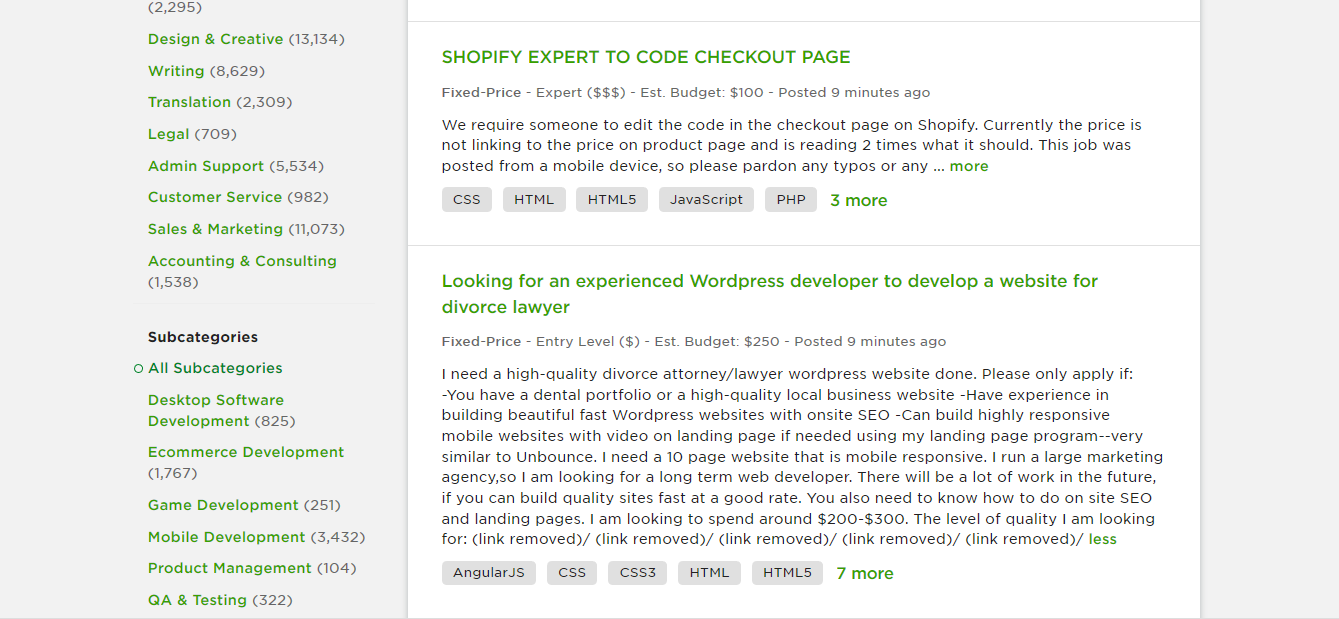 (2,295)
Design & Creative (13,134)
Writing (8,629)
Translation (2,309)
Legal (709)
Admin Support (5,534)
Customer Service (982)
Sales & Marketing (11,073)
Accounting & Consulting
(1,538)
Subcategories
All Subcategories
Desktop Software
Development (825)
Ecommerce Development
(1,767)
Game Development (251)
Mobile Development (3,432)
Product Management (104)
QA & Testing (322)
SHOPIFY EXPERT TO CODE CHECKOUT PAGE
Fixed-Price - Expert ($$$) - Est. Budget: $100 - Posted 9 minutes ago
We require someone to edit the code in the checkout page on Shopify. Currently the price is
not linking to the price on product page and is reading 2 times what it should. This job was
posted from a mobile device, so please pardon any typos or any ... more
CSS HTML HTML5 JavaScript PHP 3 more
Looking for an experienced Wordpress developer to develop a website for
divorce lawyer
Fixed-Price - Entry Level ($) - Est. Budget: $250 - Posted 9 minutes ago
I need a high-quality divorce attorney/lawyer wordpress website done. Please only apply if:
-You have a dental portfolio or a high-quality local business website -Have experience in
building beautiful fast Wordpress websites with onsite SEO -Can build highly responsive
mobile websites with video on landing page if needed using my landing page program--very
similar to Unbounce. I need a 10 page website that is mobile responsive. I run a large marketing
agency,so I am looking for a long term web developer. There will be a lot of work in the future,
if you can build quality sites fast at a good rate. You also need to know how to do on site SEO
and landing pages. I am looking to spend around $200-$300. The level of quality I am looking
for: (link removed)/ (link removed)/ (link removed)/ (link removed)/ (link removed)/ less
AngularJS CSS CSS3 HTML HTML5 7 more